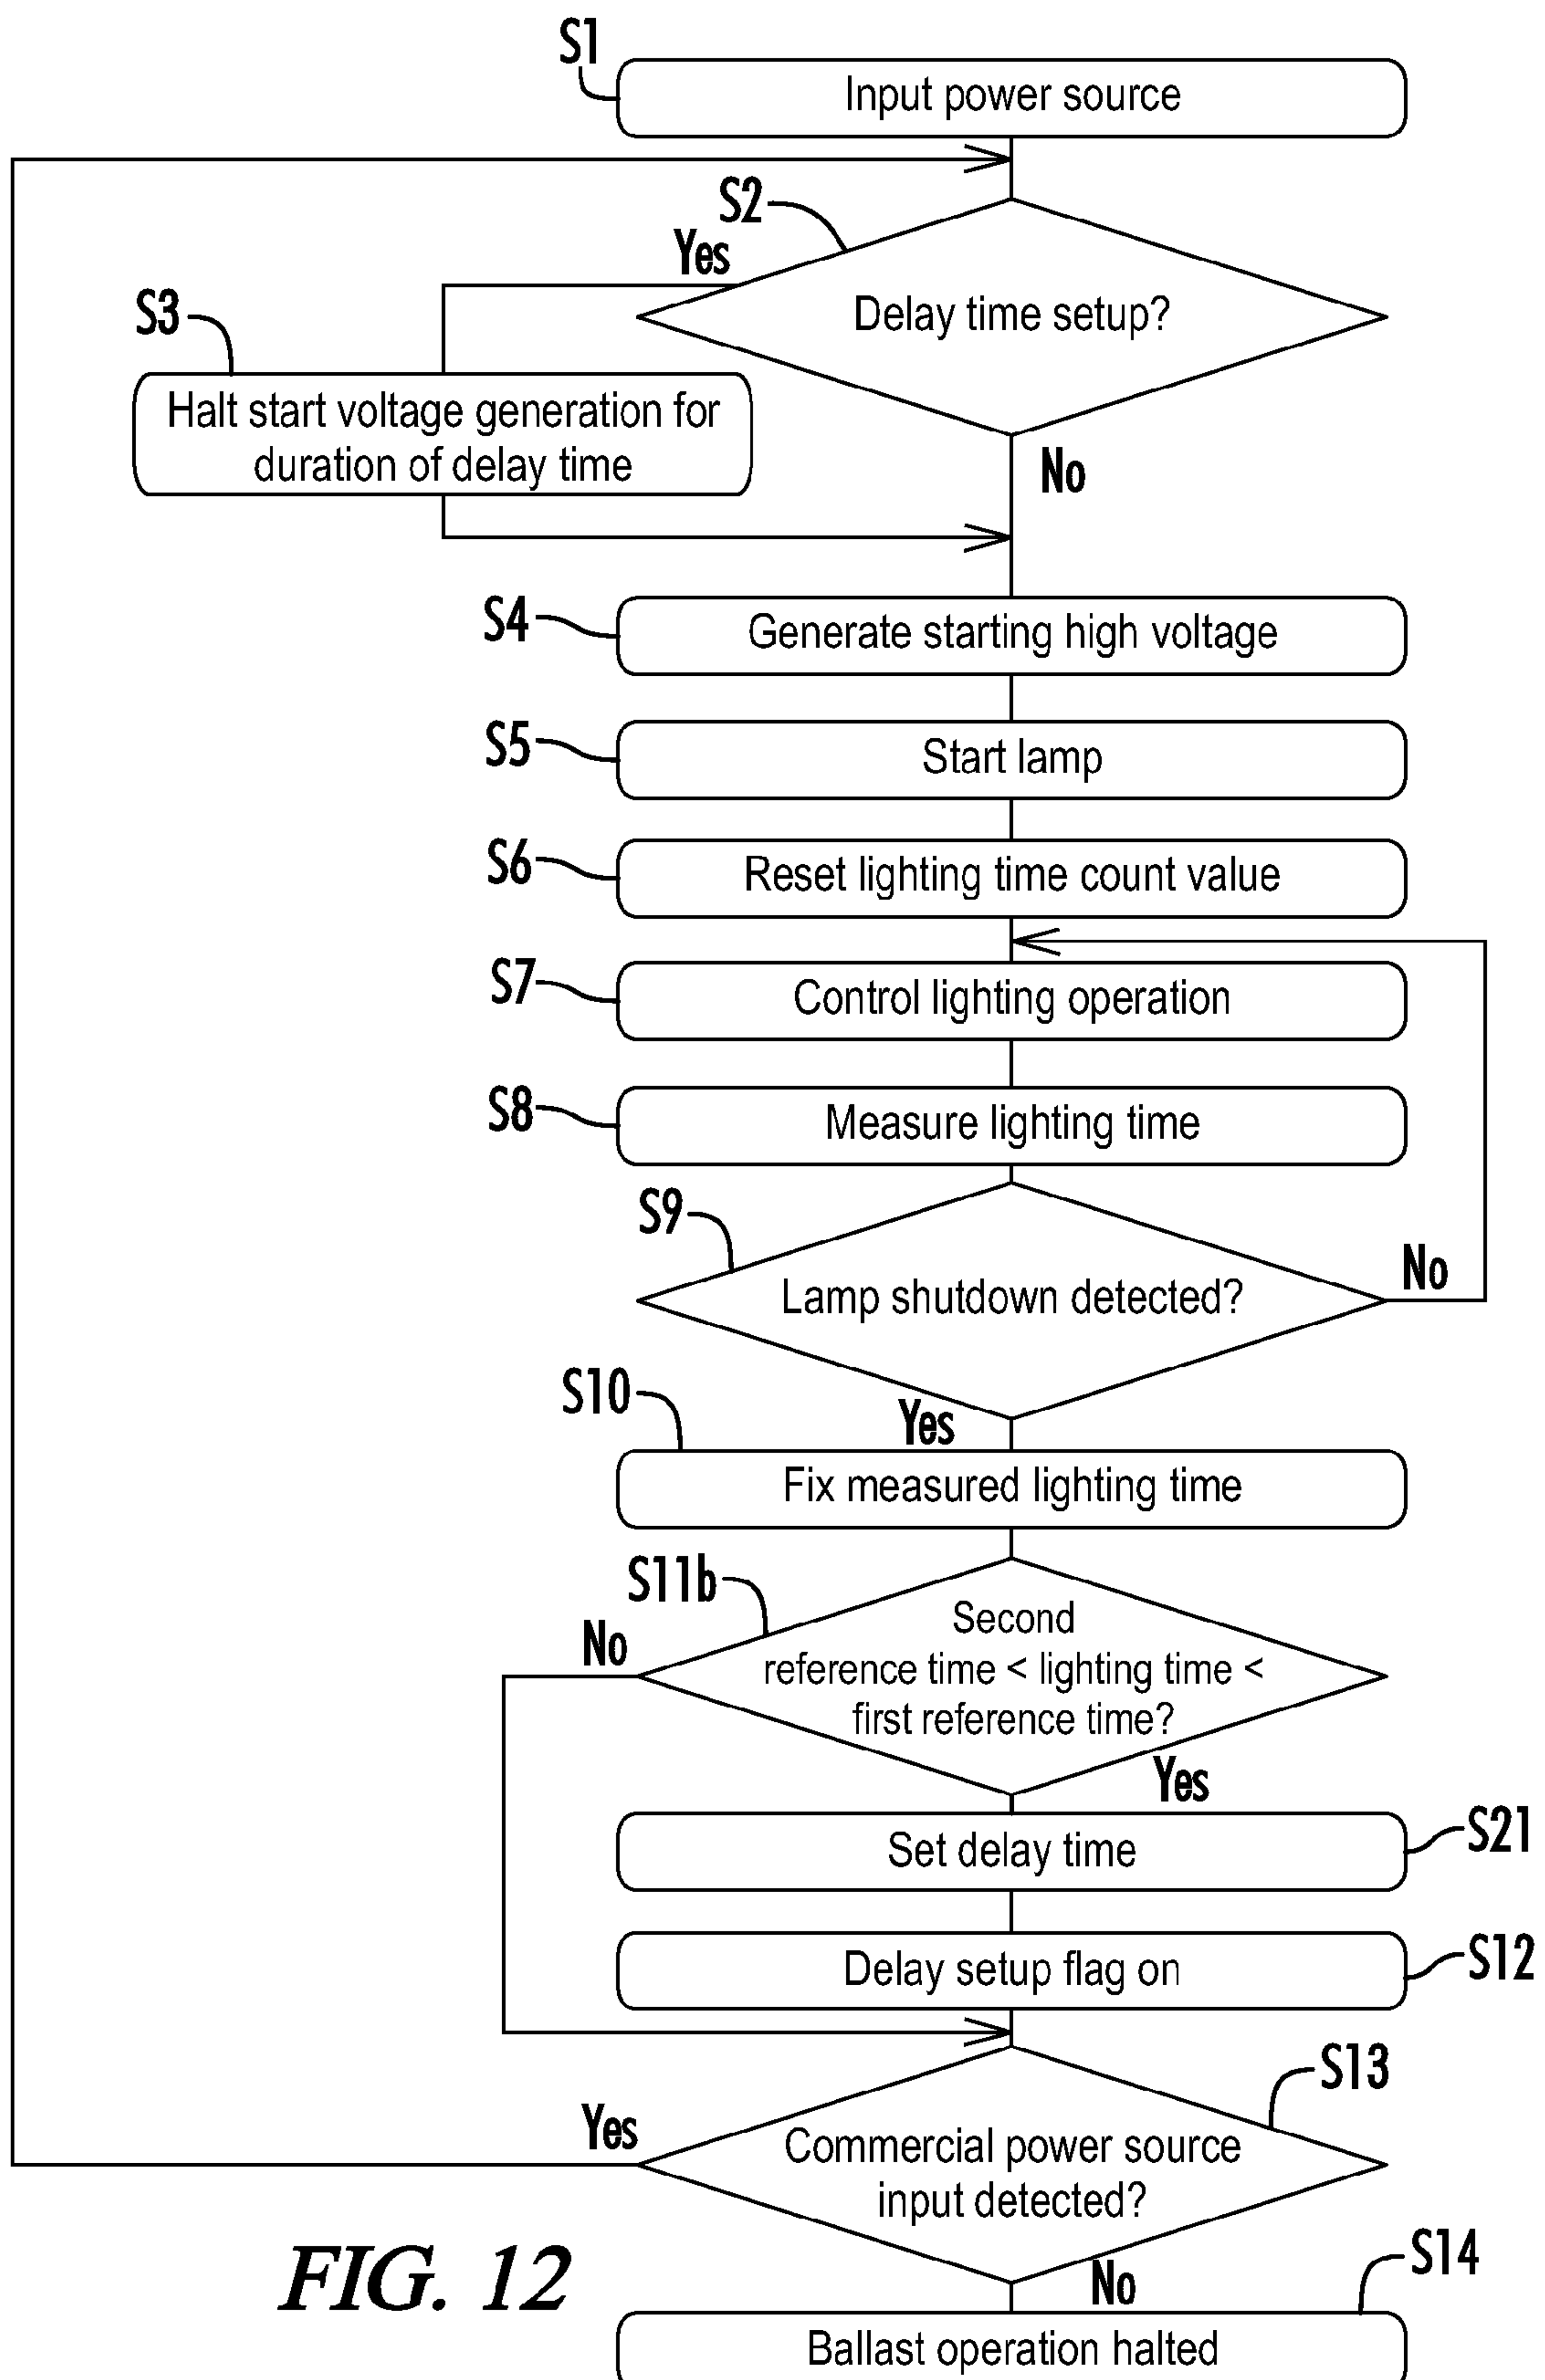 S1
Input power source
S2
Yes
Delay time setup?
S3
Halt start voltage generation for
duration of delay time
No
S4
Generate starting high voltage
S5
Start lamp
S6
Reset lighting time count value
S7
Control lighting operation
S8
Measure lighting time
S9
No
Lamp shutdown detected?
S10
Yes
Fix measured lighting time
S11b
No
Second
reference time < lighting time <
first reference time?
Yes
Set delay time
S21
Delay setup flag on
S12
S13
Yes
Commercial power source
input detected?
No
S14
Ballast operation halted
FIG. 12